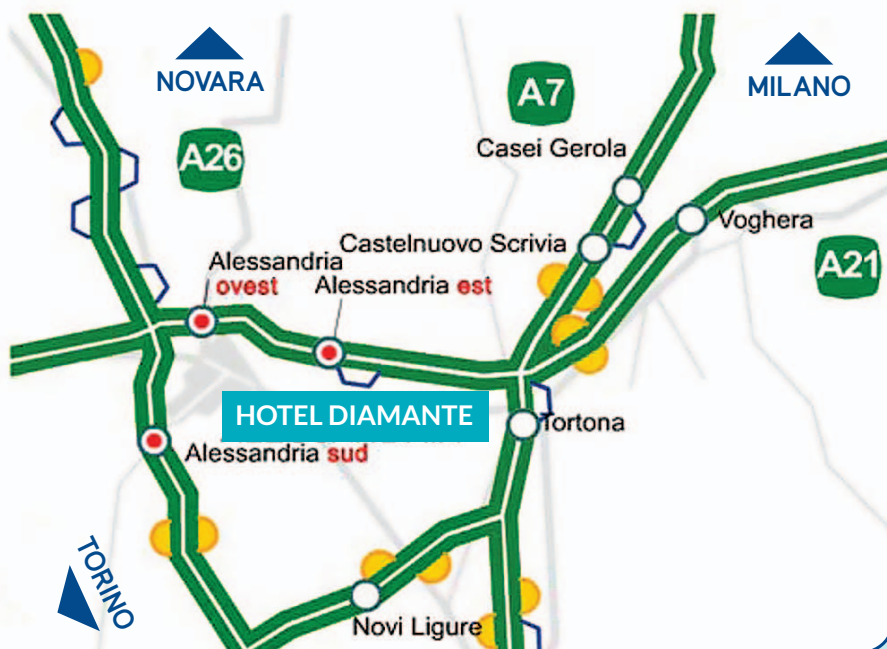 NOVARA
MILANO
A7
A26
Casei Gerola
Castelnuovo Scrivia
Voghera
A21
Alessandria
ovest
Alessandria est
HOTEL DIAMANTE
Tortona
Alessandria sud
TORINO
Novi Ligure